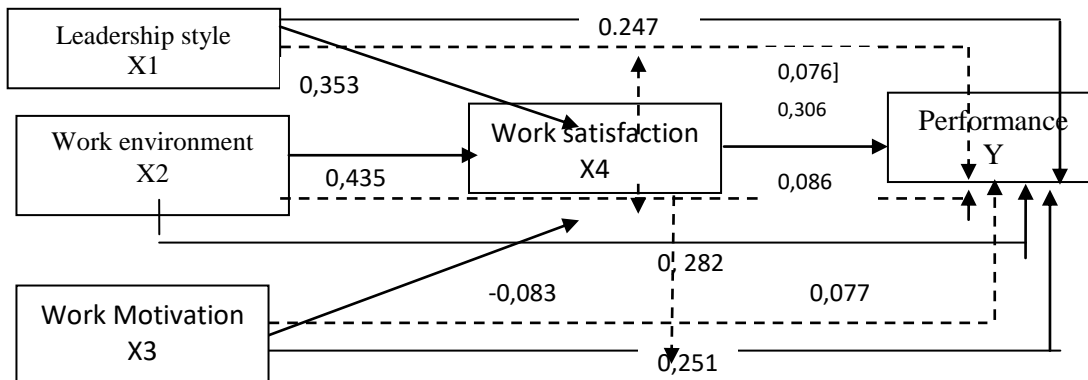 Leadership style
X1
0.247
0,353
0,076]
0,306
Work environment
X2
Work satisfaction
X4
Performance
Y
0,435
0,086
0, 282
Work Motivation
X3
-0,083
0,077
0,251